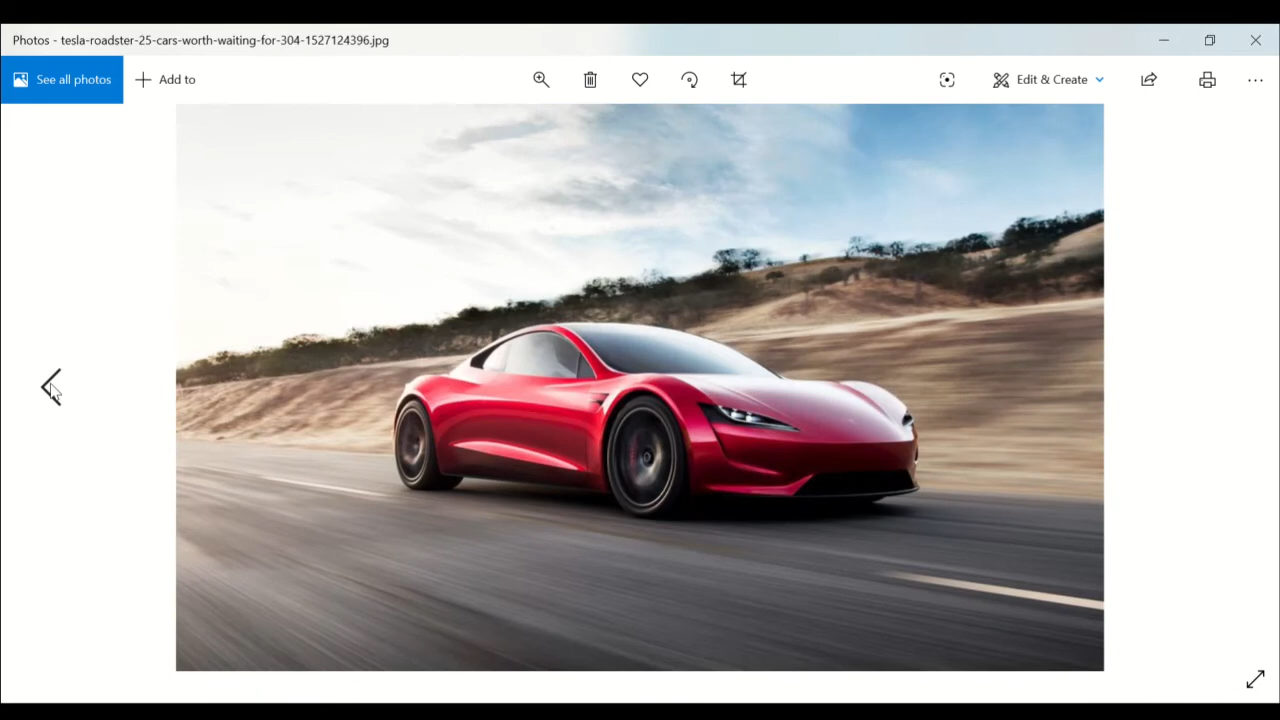 Photos - tesla-roadster-25-cars-worth-waiting-for-304-1527124396.jpg
See all photos
Add to
Edit & Create